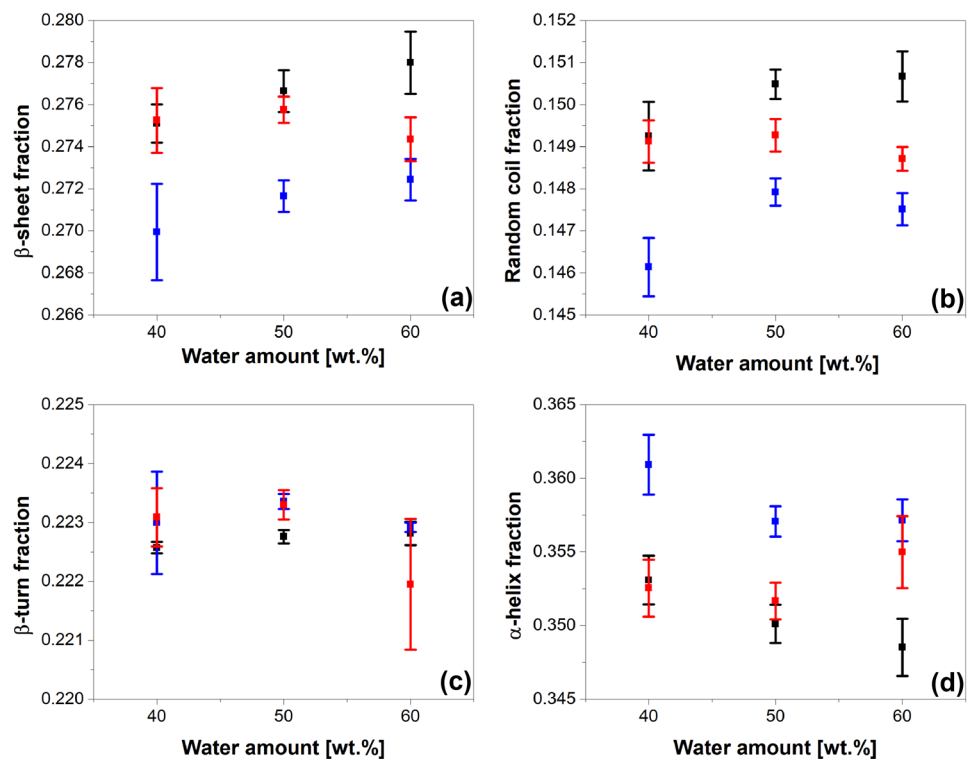 0.280
0.278
0.276
0.274
0.272
0.270
0.268
0.266
β-sheet fraction
40 50 60
Water amount [wt.%]
(a)
0.152
0.151
0.150
0.149
0.148
0.147
0.146
0.145
Random coil fraction
40 50 60
Water amount [wt.%]
(b)
0.225
0.224
0.223
0.222
0.221
0.220
β-turn fraction
40 50 60
Water amount [wt.%]
(c)
0.365
0.360
0.355
0.350
0.345
α-helix fraction
40 50 60
Water amount [wt.%]
(d)